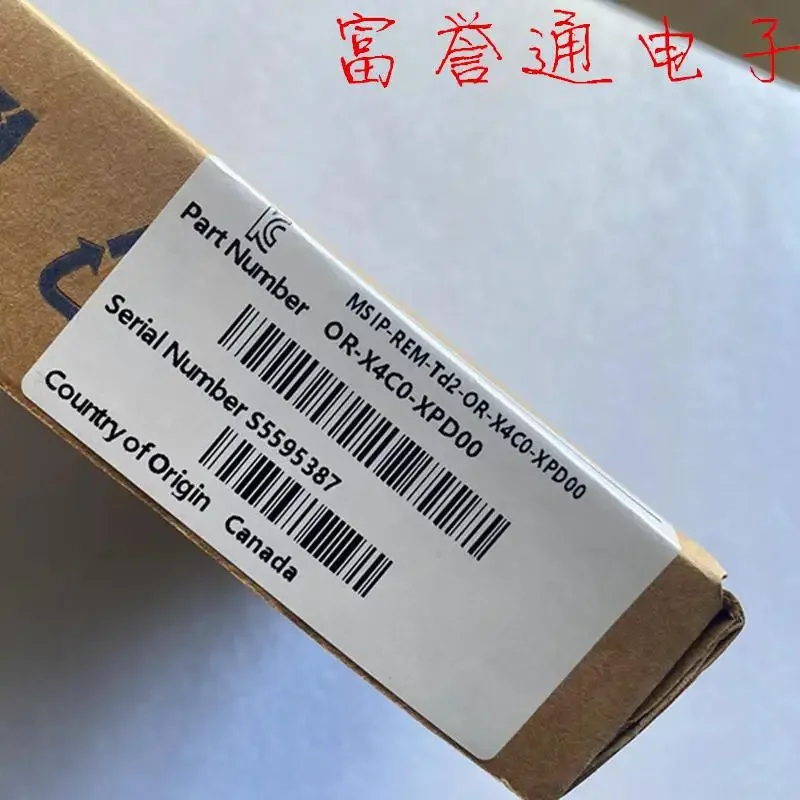 富誉通电子
MSIP-REM-Td2-OR-X4C0-XPD00
Part Number OR-X4C0-XPD00
Serial Number S5595387
Country of Origin Canada